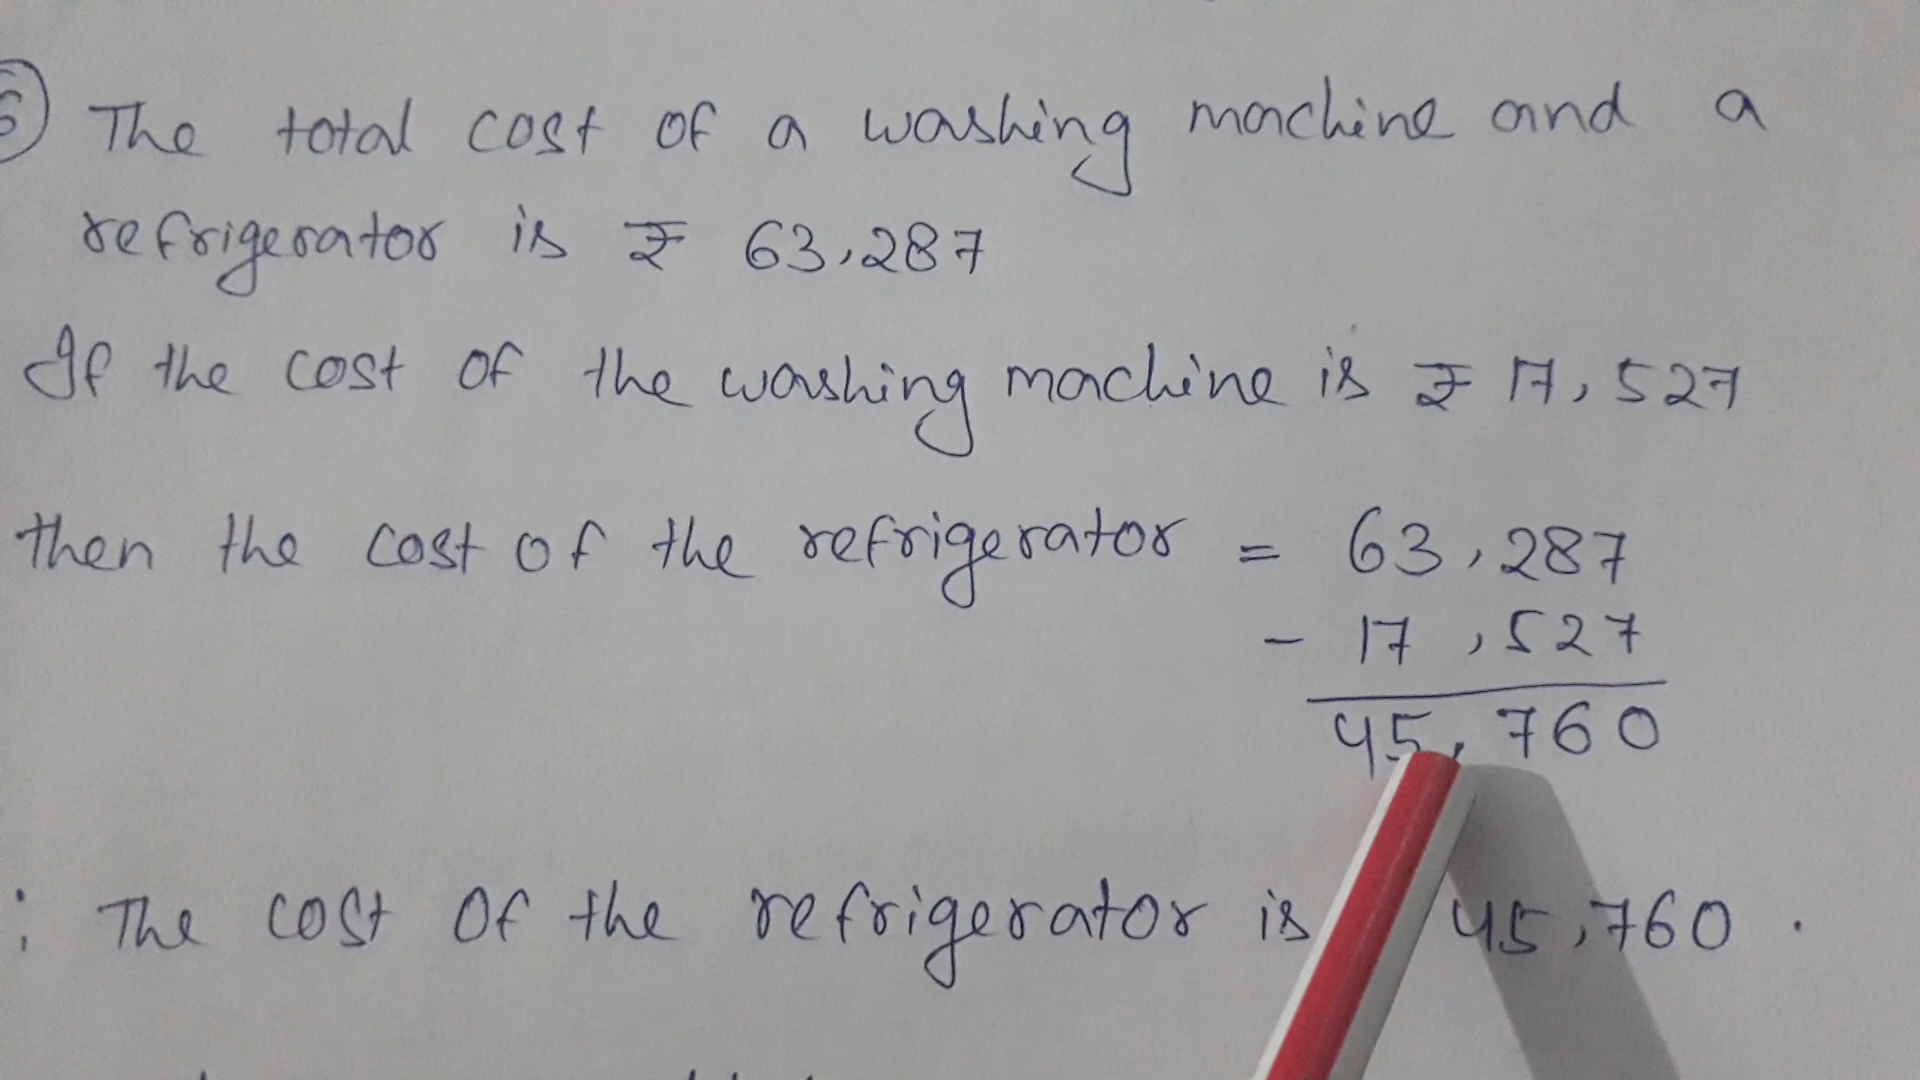 The total cost of a washing machine and a
refrigerator is ₹ 63,287
If the cost of the washing machine is ₹ 17,527
then the cost of the refrigerator = 63,287
- 17,527
45,760
∴ The cost of the refrigerator is 45,760.